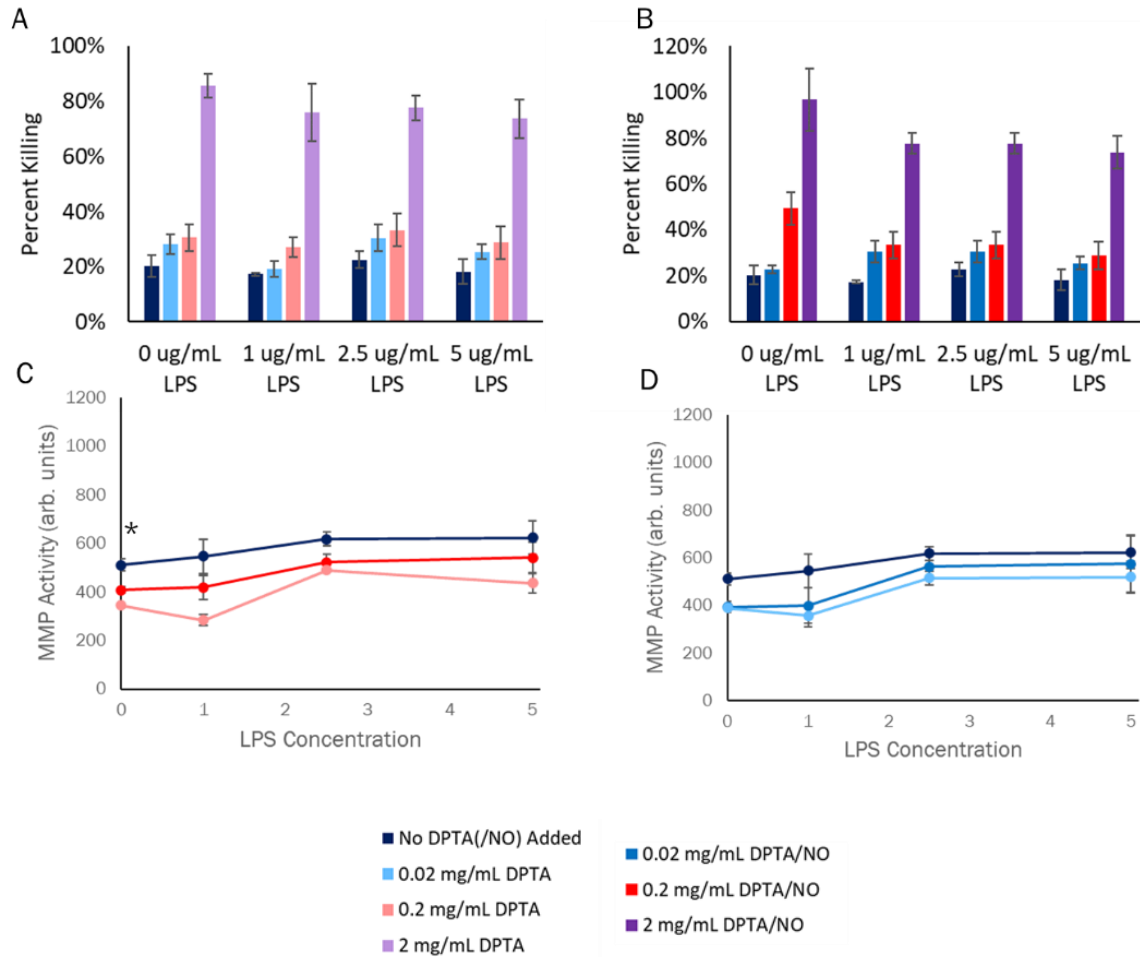 A
Percent Killing
100%
80%
60%
40%
20%
0%
0 ug/mL 1 ug/mL 2.5 ug/mL 5 ug/mL
LPS LPS LPS LPS
B
Percent Killing
120%
100%
80%
60%
40%
20%
0%
0 ug/mL 1 ug/mL 2.5 ug/mL 5 ug/mL
LPS LPS LPS LPS
C
MMP Activity (arb. units)
1200
1000
800
600
400
200
0
*
0 1 2 3 4 5
LPS Concentration
D
MMP Activity (arb. units)
1200
1000
800
600
400
200
0
0 1 2 3 4 5
LPS Concentration
No DPTA(/NO) Added
0.02 mg/mL DPTA
0.2 mg/mL DPTA
2 mg/mL DPTA
0.02 mg/mL DPTA/NO
0.2 mg/mL DPTA/NO
2 mg/mL DPTA/NO